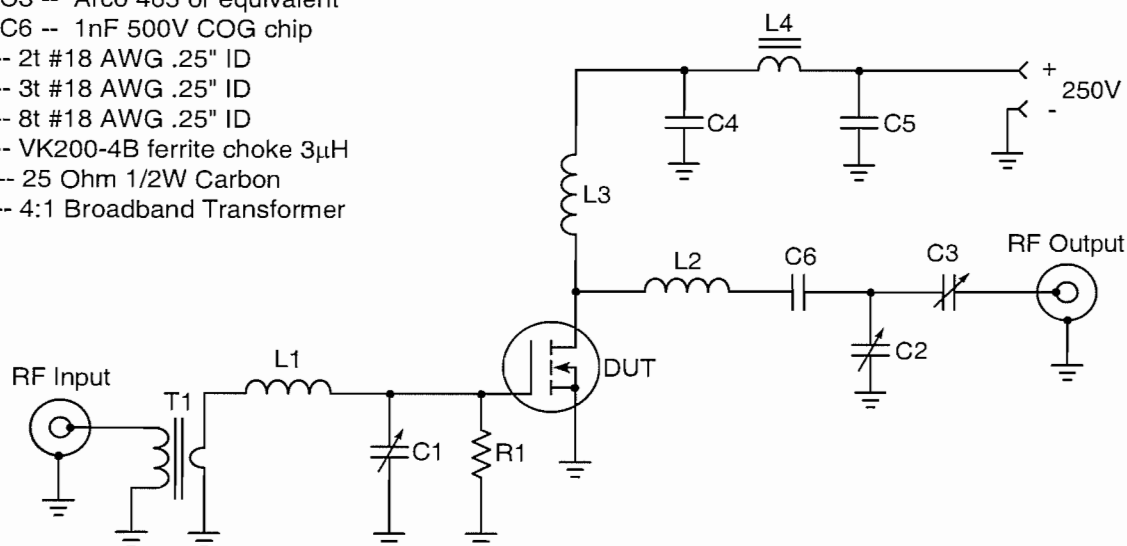 C3 -- Arco 465 or equivalent
C6 -- 1nF 500V COG chip
-- 2t #18 AWG .25" ID
-- 3t #18 AWG .25" ID
-- 8t #18 AWG .25" ID
-- VK200-4B ferrite choke 3µH
-- 25 Ohm 1/2W Carbon
-- 4:1 Broadband Transformer
L4
+
250V
-
C4
C5
L3
RF Output
L2
C6
C3
C2
DUT
L1
RF Input
T1
C1
R1